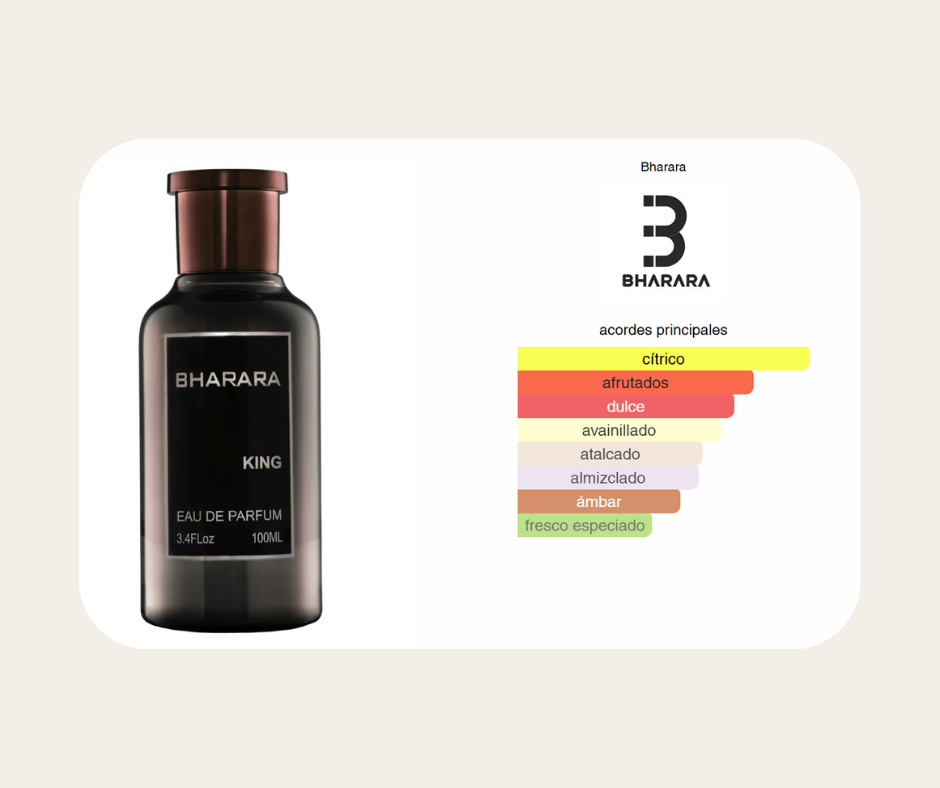 BHARARA
KING
EAU DE PARFUM
3.4FLoz 100ML
Bharara
B
BHARARA
acordes principales
cítrico
afrutados
dulce
avainillado
atalcado
almizclado
ámbar
fresco especiado